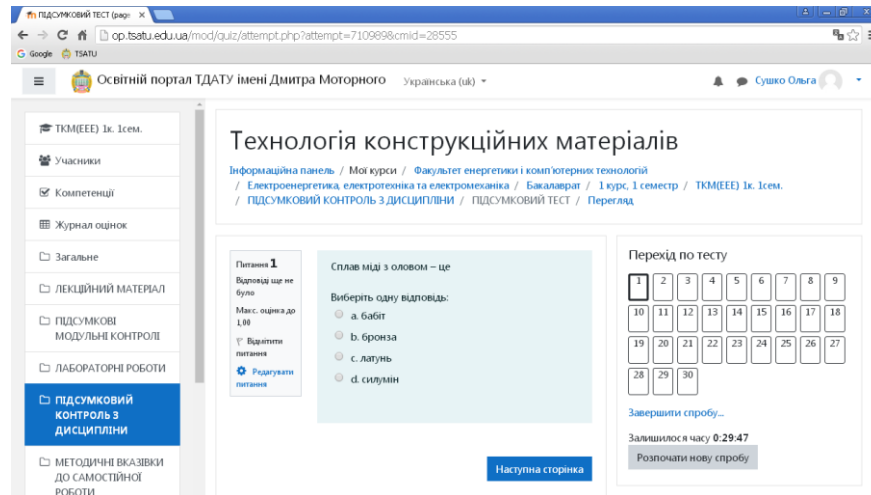 ПІДСУМКОВИЙ ТЕСТ (page
op.tsatu.edu.ua/mod/quiz/attempt.php?attempt=710989&cmid=28555
Google TSATU
Освітній портал ТДАТУ імені Дмитра Моторного Українська (uk) Сушко Ольга
ТКМ(ЕЕЕ) 1к. 1сем.
Учасники
Компетенції
Журнал оцінок
Загальне
ЛЕКЦІЙНИЙ МАТЕРІАЛ
ПІДСУМКОВІ
МОДУЛЬНІ КОНТРОЛІ
ЛАБОРАТОРНІ РОБОТИ
ПІДСУМКОВИЙ
КОНТРОЛЬ З
ДИСЦИПЛІНИ
МЕТОДИЧНІ ВКАЗІВКИ
ДО САМОСТІЙНОЇ
РОБОТИ
Технологія конструкційних матеріалів
Інформаційна панель / Мої курси / Факультет енергетики і комп'ютерних технологій
/ Електроенергетика, електротехніка та електромеханіка / Бакалаврат / 1 курс, 1 семестр / ТКМ(ЕЕЕ) 1к. 1сем.
/ ПІДСУМКОВИЙ КОНТРОЛЬ З ДИСЦИПЛІНИ / ПІДСУМКОВИЙ ТЕСТ / Перегляд
Питання 1
Відповіді ще не
було
Макс. оцінка до
1,00
Відмітити
питання
Редагувати
питання
Сплав міді з оловом – це
Виберіть одну відповідь:
a. бабіт
b. бронза
c. латунь
d. силумін
Наступна сторінка
Перехід по тесту
1 2 3 4 5 6 7 8 9
10 11 12 13 14 15 16 17 18
19 20 21 22 23 24 25 26 27
28 29 30
Завершити спробу...
Залишилося часу 0:29:47
Розпочати нову спробу